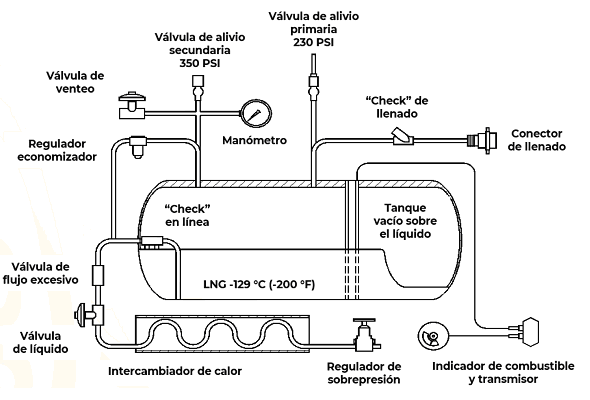 Válvula de alivio
primaria
230 PSI
Válvula de alivio
secundaria
350 PSI
Válvula de
venteo
"Check" de
llenado
Manómetro
Conector
de llenado
Regulador
economizador
"Check"
en línea
Tanque
vacío sobre
el líquido
Válvula de
flujo excesivo
LNG -129 °C (-200 °F)
Válvula
de líquido
Intercambiador de calor
Regulador de
sobrepresión
Indicador de combustible
y transmisor